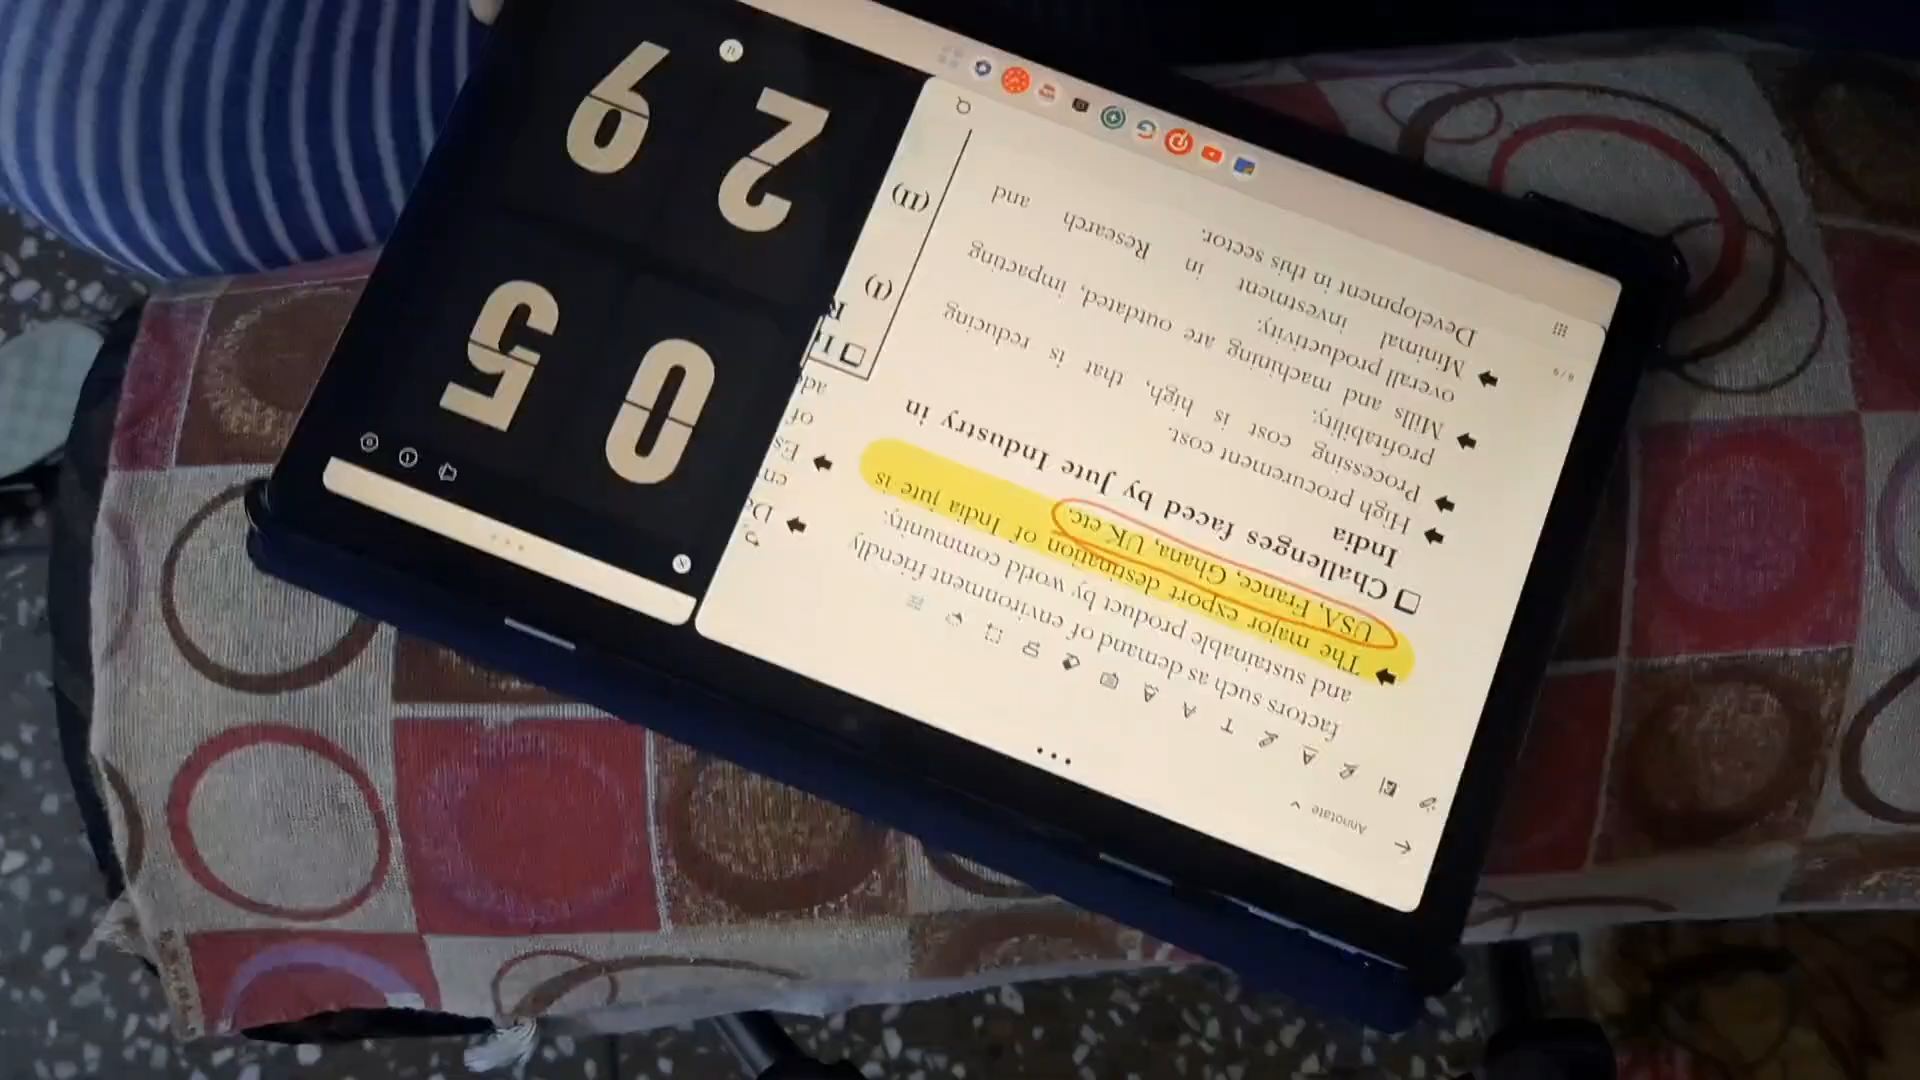 Annotate
factors such as demand of environment friendly
and sustainable product by world community.
The major export destination of India jute is
USA, France, Ghana, UK etc.
Challenges faced by Jute Industry in
India
High procurement cost.
Processing cost is high, that is reducing
profitability.
Mills and machining are outdated, impacting
overall productivity.
Minimal investment in Research and
Development in this sector.
of
(I)
(II)
05
29